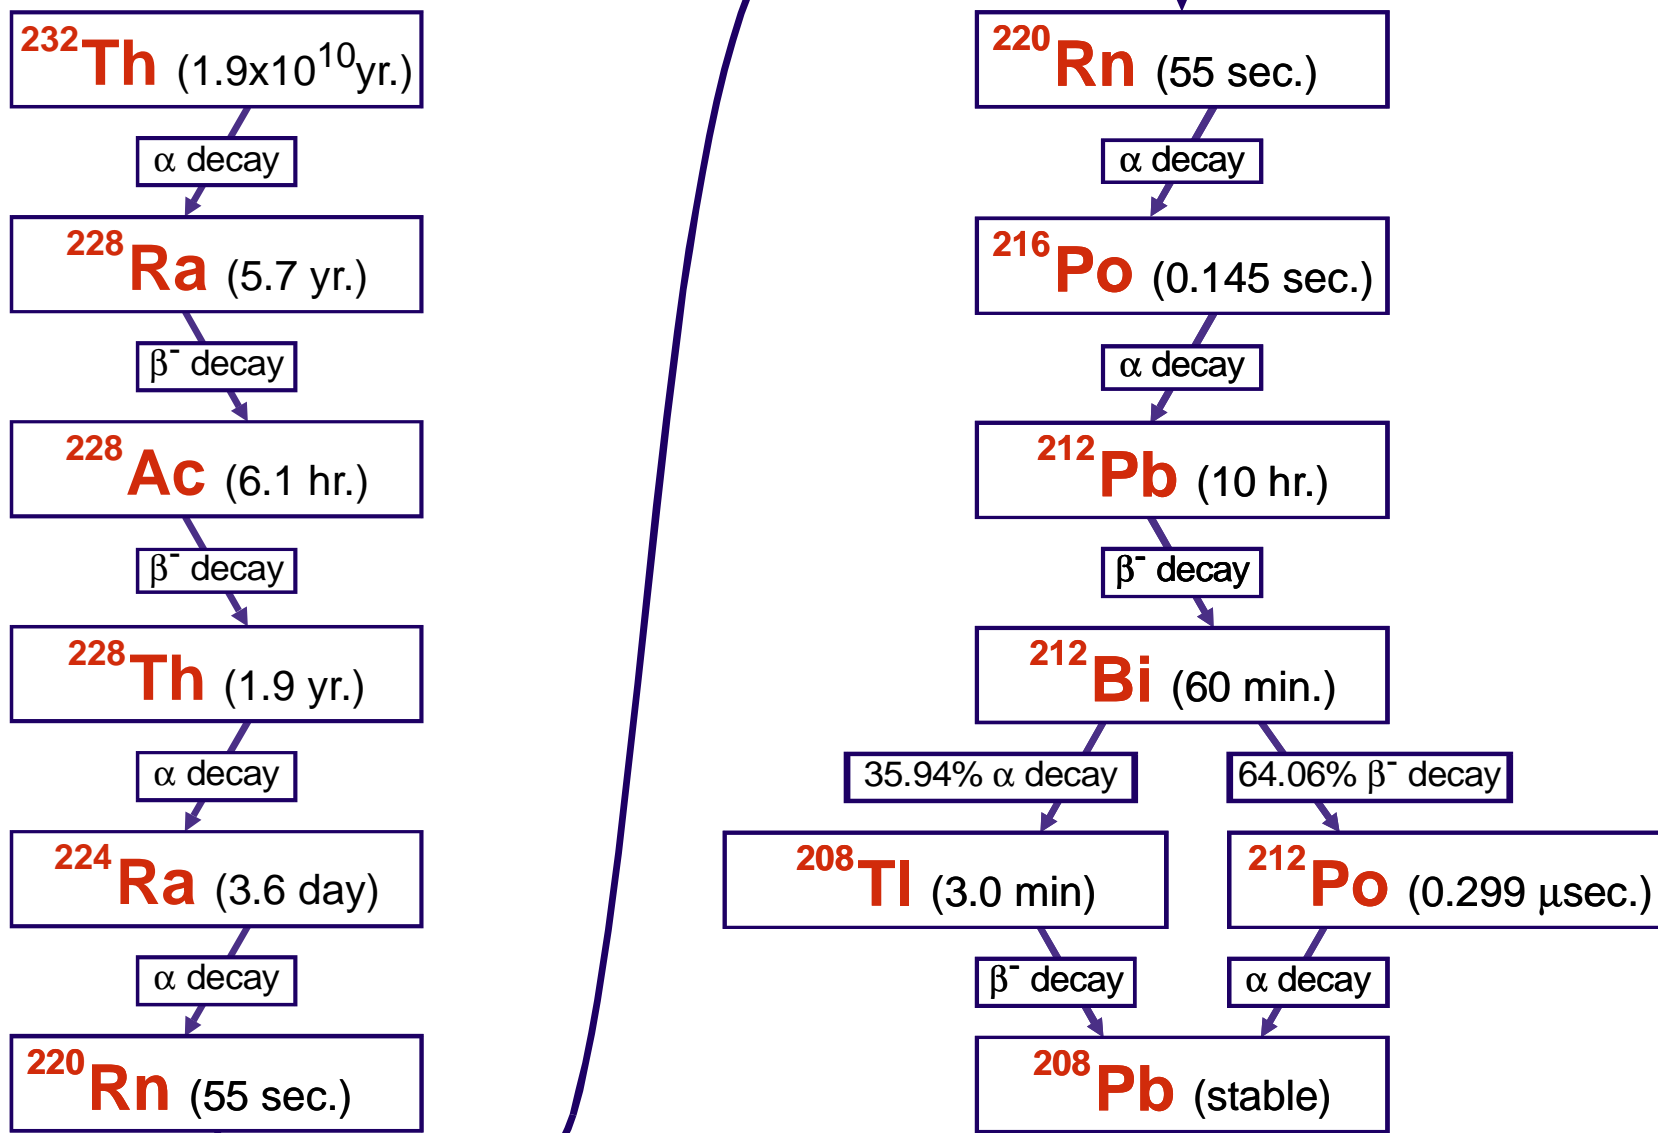 ²³²Th (1.9x10¹⁰yr.)
α decay
²²⁸Ra (5.7 yr.)
β⁻ decay
²²⁸Ac (6.1 hr.)
β⁻ decay
²²⁸Th (1.9 yr.)
α decay
²²⁴Ra (3.6 day)
α decay
²²⁰Rn (55 sec.)
²²⁰Rn (55 sec.)
α decay
²¹⁶Po (0.145 sec.)
α decay
²¹²Pb (10 hr.)
β⁻ decay
²¹²Bi (60 min.)
35.94% α decay
64.06% β⁻ decay
²⁰⁸Tl (3.0 min)
²¹²Po (0.299 μsec.)
β⁻ decay
α decay
²⁰⁸Pb (stable)